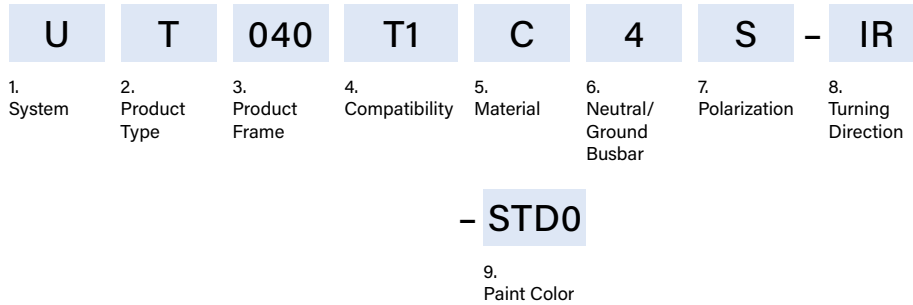 U T 040 T1 C 4 S – IR
1. 2. 3. 4. 5. 6. 7. 8.
System Product Product Compatibility Material Neutral/ Polarization Turning
Type Frame Ground Direction
Busbar
– STD0
9.
Paint Color